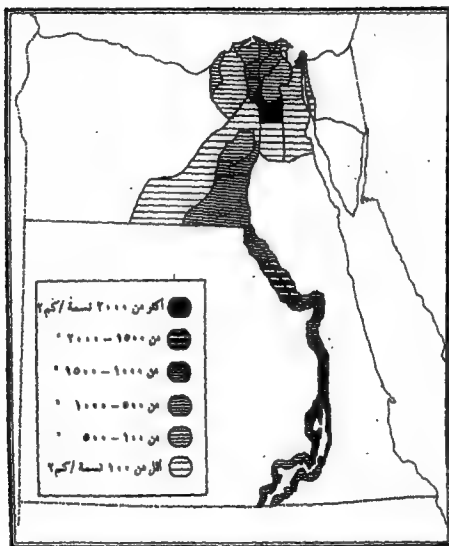 أكثر من ٢٠٠٠ نسمة / كم٢
من ١٥٠٠ – ٢٠٠٠ "
من ١٠٠٠ – ١٥٠٠ "
من ٥٠٠ – ١٠٠٠ "
من ١٠٠ – ٥٠٠ "
أقل من ١٠٠ نسمة / كم٢